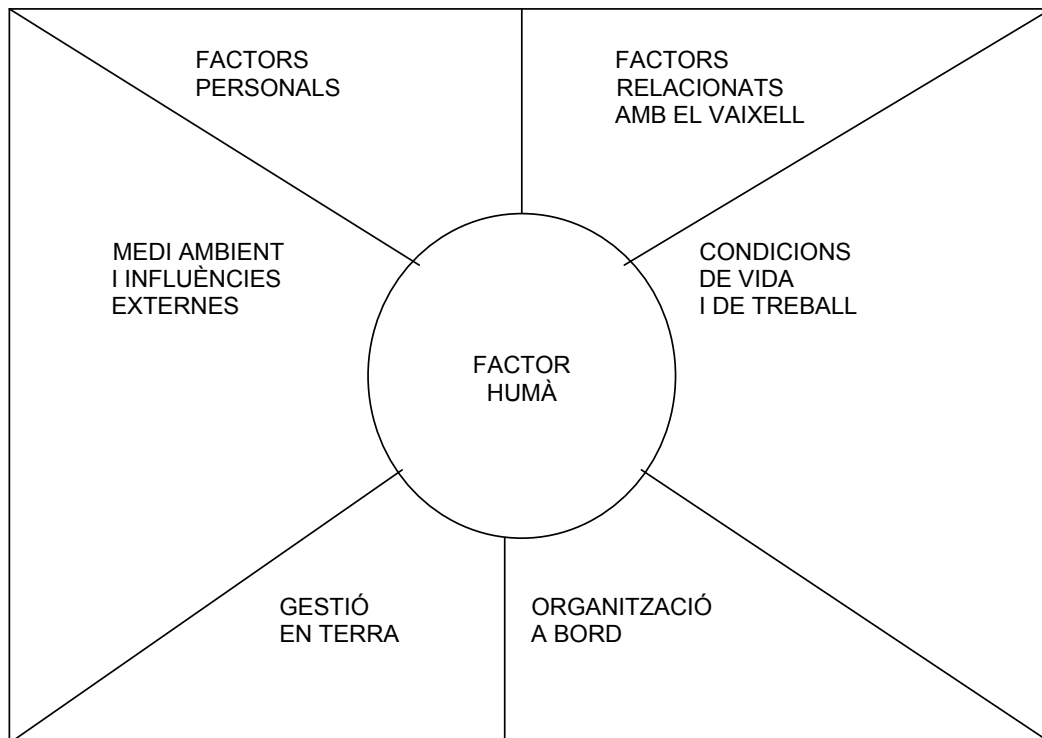 FACTORS
PERSONALS
FACTORS
RELACIONATS
AMB EL VAIXELL
MEDI AMBIENT
I INFLUÈNCIES
EXTERNES
CONDICIONS
DE VIDA
I DE TREBALL
FACTOR
HUMÀ
GESTIÓ
EN TERRA
ORGANITZACIÓ
A BORD